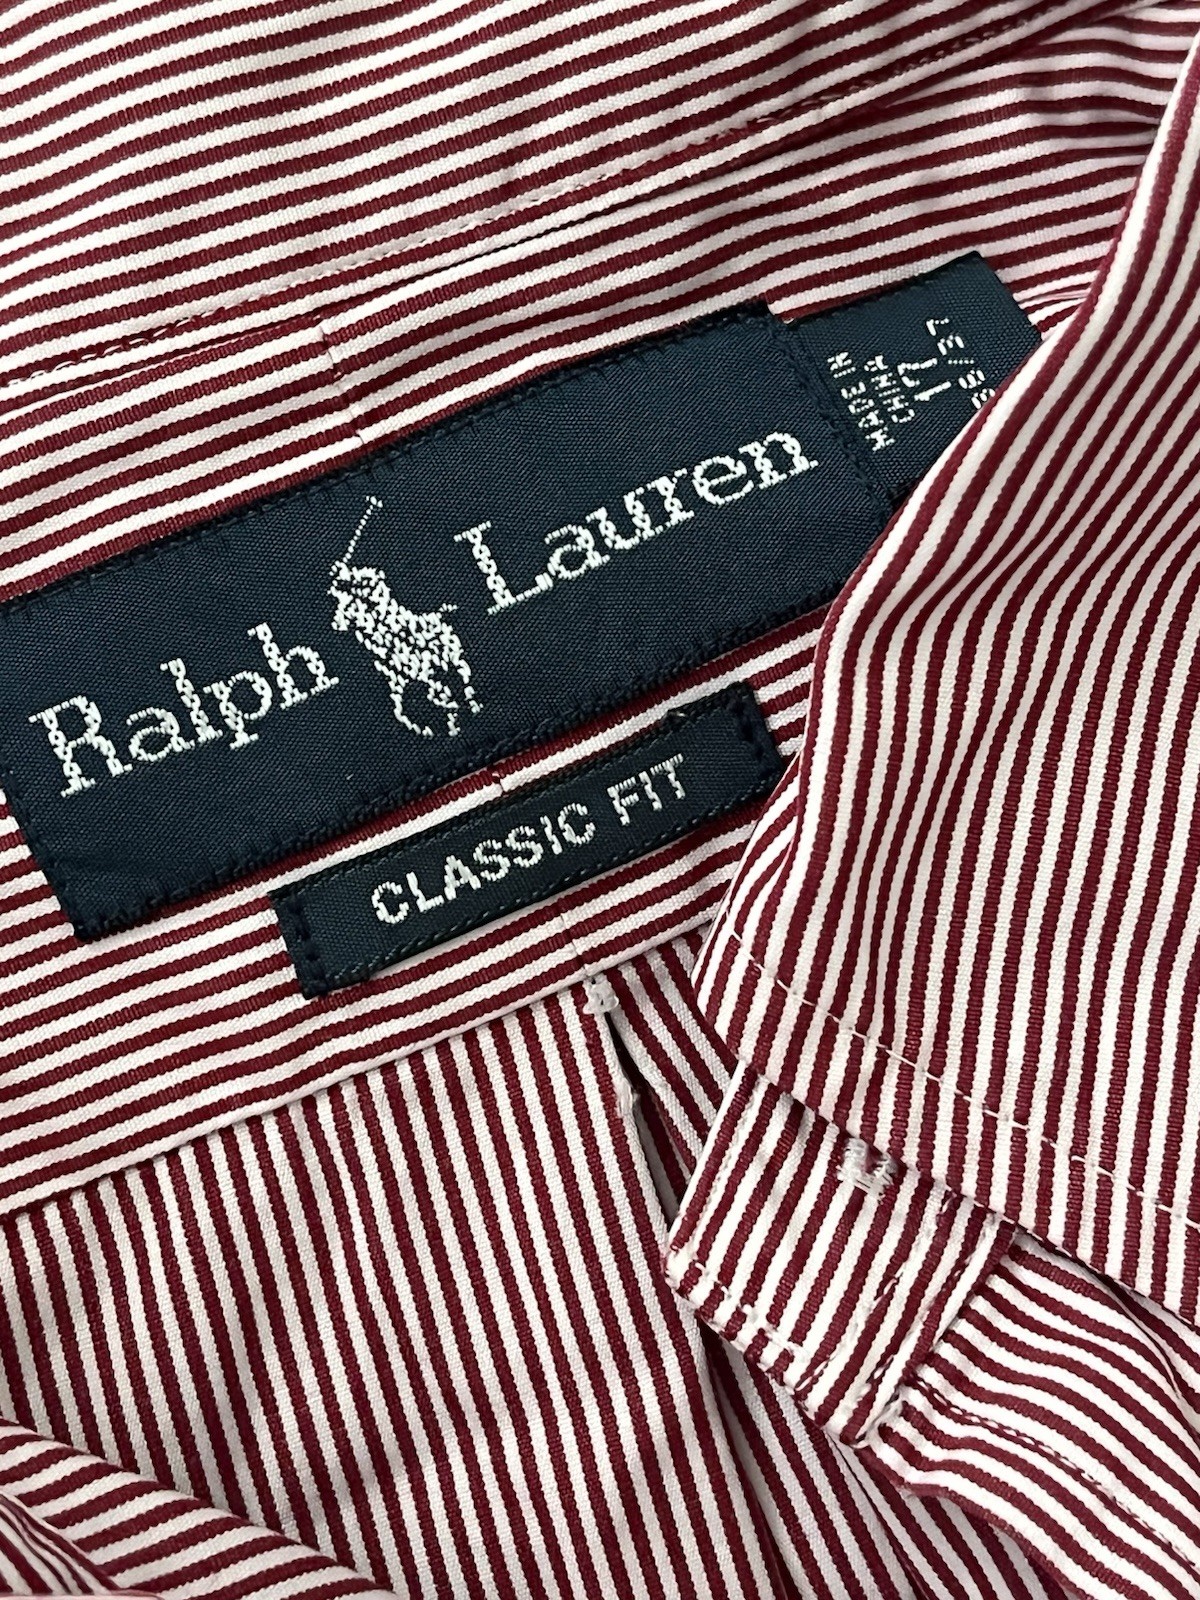 Ralph Lauren
CLASSIC FIT
MADE IN
CHINA
17